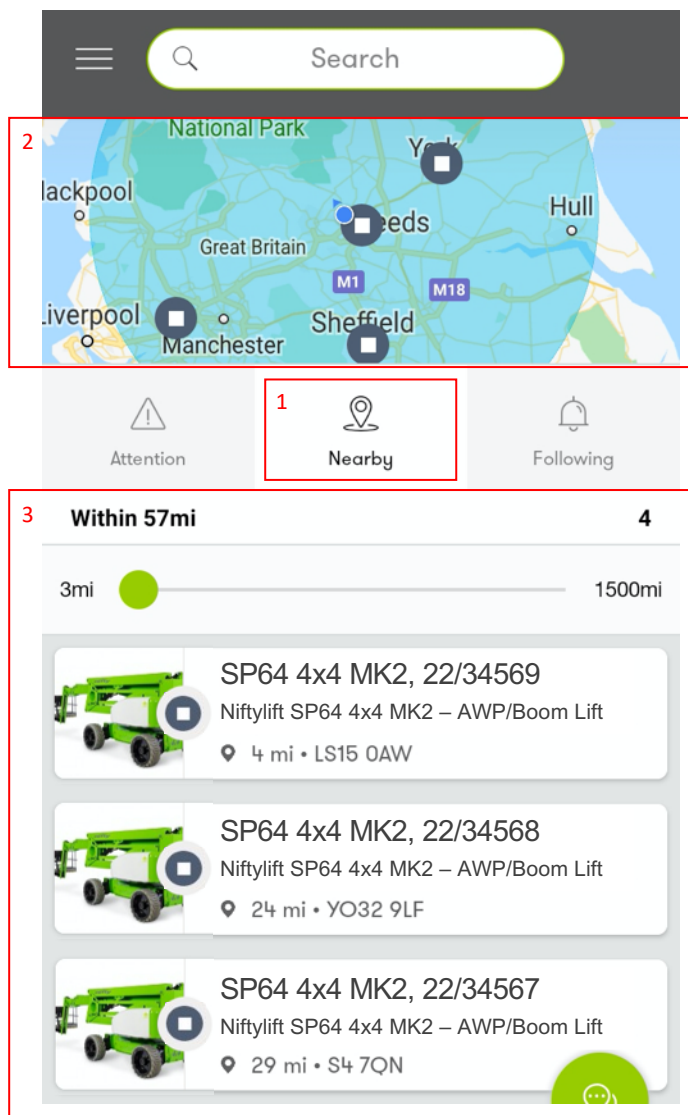 Search
2
National Park
York
lackpool
Leeds
Hull
Great Britain
M1
M18
Liverpool
Sheffield
Manchester
1
Attention
Nearby
Following
3
Within 57mi
4
3mi
1500mi
SP64 4x4 MK2, 22/34569
Niftylift SP64 4x4 MK2 – AWP/Boom Lift
4 mi • LS15 0AW
SP64 4x4 MK2, 22/34568
Niftylift SP64 4x4 MK2 – AWP/Boom Lift
24 mi • YO32 9LF
SP64 4x4 MK2, 22/34567
Niftylift SP64 4x4 MK2 – AWP/Boom Lift
29 mi • S4 7QN